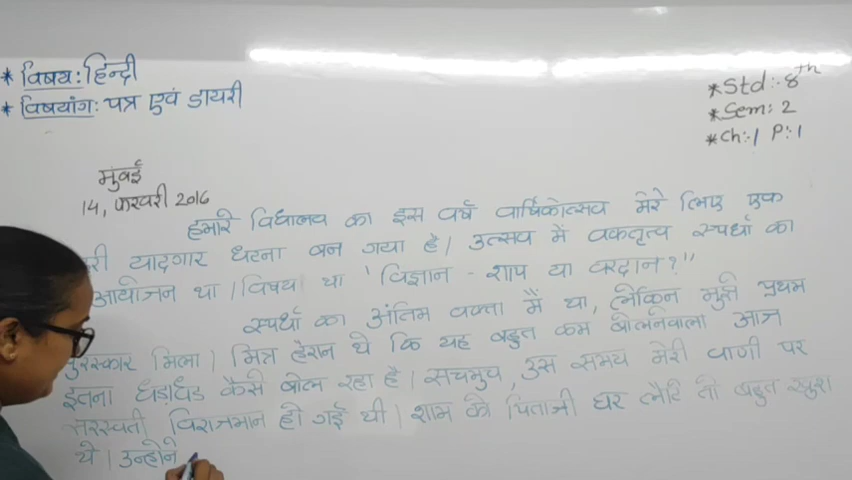 * विषय: हिन्दी
* विषयांग: पत्र एवं डायरी
* Std:- 8th
* Sem: 2
* Ch:-1 P:-1
मुंबई
14, फरवरी 2016
हमारे विद्यालय का इस वर्ष वार्षिकोत्सव मेरे लिए एक
यादगार घटना बन गया है। उत्सव में वकतृत्व स्पर्धा का
आयोजन था। विषय था "विज्ञान - शाप या वरदान?"
स्पर्धा का अंतिम वक्ता मैं था, लेकिन मुझे प्रथम
पुरस्कार मिला। मित्र हैरान थे कि यह बहुत कम बोलनेवाला आज
इतना धड़ाधड कैसे बोल रहा है। सचमुच, उस समय मेरी वाणी पर
सरस्वती विराजमान हो गई थी। शाम को पिताजी घर लौटे तो बहुत खुश
थे। उन्होंने